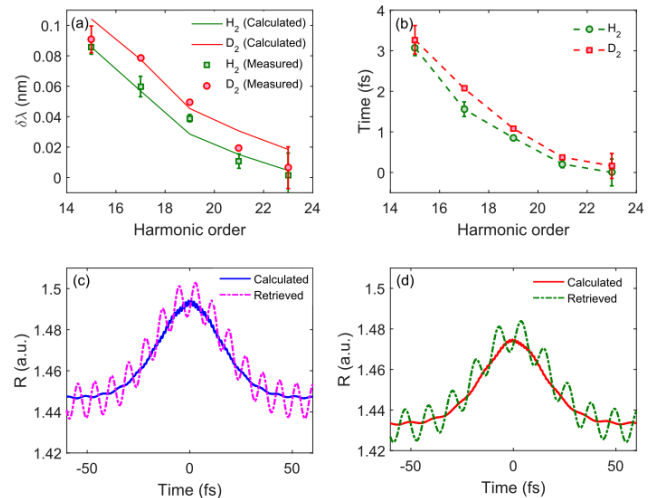 (a)
H2 (Calculated)
D2 (Calculated)
H2 (Measured)
D2 (Measured)
0.1
0.08
0.06
0.04
0.02
0
δλ (nm)
14 16 18 20 22 24
Harmonic order
(b)
H2
D2
4
3
2
1
0
Time (fs)
14 16 18 20 22 24
Harmonic order
(c)
Calculated
Retrieved
1.5
1.48
1.46
1.44
1.42
R (a.u.)
-50 0 50
Time (fs)
(d)
Calculated
Retrieved
1.5
1.48
1.46
1.44
1.42
R (a.u.)
-50 0 50
Time (fs)